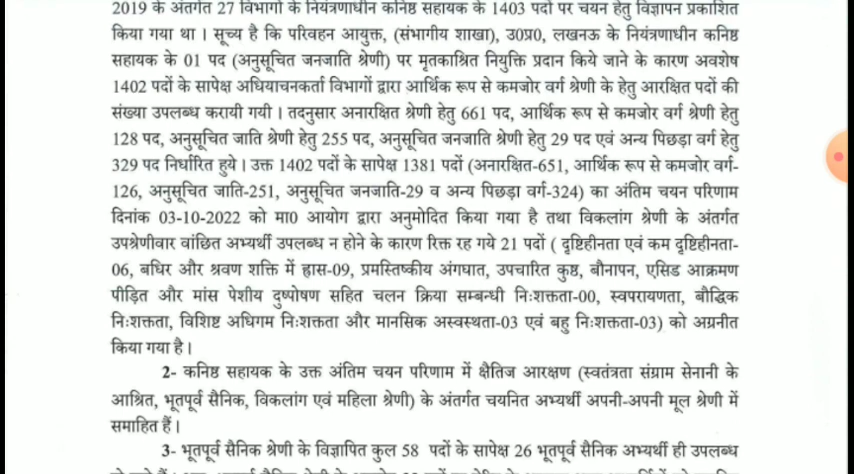 2019 के अंतर्गत 27 विभागों के नियंत्रणाधीन कनिष्ठ सहायक के 1403 पदों पर चयन हेतु विज्ञापन प्रकाशित
किया गया था । सूच्य है कि परिवहन आयुक्त, (संभागीय शाखा), उ0प्र0, लखनऊ के नियंत्रणाधीन कनिष्ठ
सहायक के 01 पद (अनुसूचित जनजाति श्रेणी) पर मृतकाश्रित नियुक्ति प्रदान किये जाने के कारण अवशेष
1402 पदों के सापेक्ष अधियाचनकर्ता विभागों द्वारा आर्थिक रूप से कमजोर वर्ग श्रेणी के हेतु आरक्षित पदों की
संख्या उपलब्ध करायी गयी । तदनुसार अनारक्षित श्रेणी हेतु 661 पद, आर्थिक रूप से कमजोर वर्ग श्रेणी हेतु
128 पद, अनुसूचित जाति श्रेणी हेतु 255 पद, अनुसूचित जनजाति श्रेणी हेतु 29 पद एवं अन्य पिछड़ा वर्ग हेतु
329 पद निर्धारित हुये । उक्त 1402 पदों के सापेक्ष 1381 पदों (अनारक्षित-651, आर्थिक रूप से कमजोर वर्ग-
126, अनुसूचित जाति-251, अनुसूचित जनजाति-29 व अन्य पिछड़ा वर्ग-324) का अंतिम चयन परिणाम
दिनांक 03-10-2022 को मा0 आयोग द्वारा अनुमोदित किया गया है तथा विकलांग श्रेणी के अंतर्गत
उपश्रेणीवार वांछित अभ्यर्थी उपलब्ध न होने के कारण रिक्त रह गये 21 पदों ( दृष्टिहीनता एवं कम दृष्टिहीनता-
06, बधिर और श्रवण शक्ति में ह्रास-09, प्रमस्तिष्कीय अंगघात, उपचारित कुष्ठ, बौनापन, एसिड आक्रमण
पीड़ित और मांस पेशीय दुष्पोषण सहित चलन क्रिया सम्बन्धी निःशक्तता-00, स्वपरायणता, बौद्धिक
निःशक्तता, विशिष्ट अधिगम निःशक्तता और मानसिक अस्वस्थता-03 एवं बहु निःशक्तता-03) को अग्रनीत
किया गया है ।
2- कनिष्ठ सहायक के उक्त अंतिम चयन परिणाम में क्षैतिज आरक्षण (स्वतंत्रता संग्राम सेनानी के
आश्रित, भूतपूर्व सैनिक, विकलांग एवं महिला श्रेणी) के अंतर्गत चयनित अभ्यर्थी अपनी-अपनी मूल श्रेणी में
समाहित हैं ।
3- भूतपूर्व सैनिक श्रेणी के विज्ञापित कुल 58 पदों के सापेक्ष 26 भूतपूर्व सैनिक अभ्यर्थी ही उपलब्ध